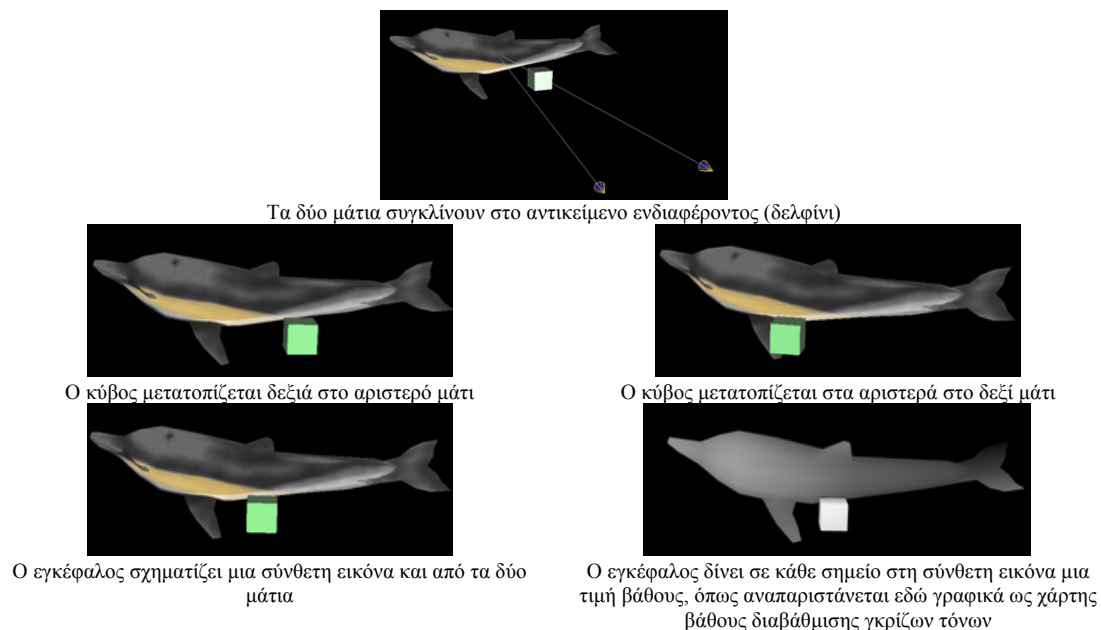 Τα δύο μάτια συγκλίνουν στο αντικείμενο ενδιαφέροντος (δελφίνι)
Ο κύβος μετατοπίζεται δεξιά στο αριστερό μάτι
Ο κύβος μετατοπίζεται στα αριστερά στο δεξί μάτι
Ο εγκέφαλος σχηματίζει μια σύνθετη εικόνα και από τα δύο
μάτια
Ο εγκέφαλος δίνει σε κάθε σημείο στη σύνθετη εικόνα μια
τιμή βάθους, όπως αναπαριστάνεται εδώ γραφικά ως χάρτης
βάθους διαβάθμισης γκρίζων τόνων